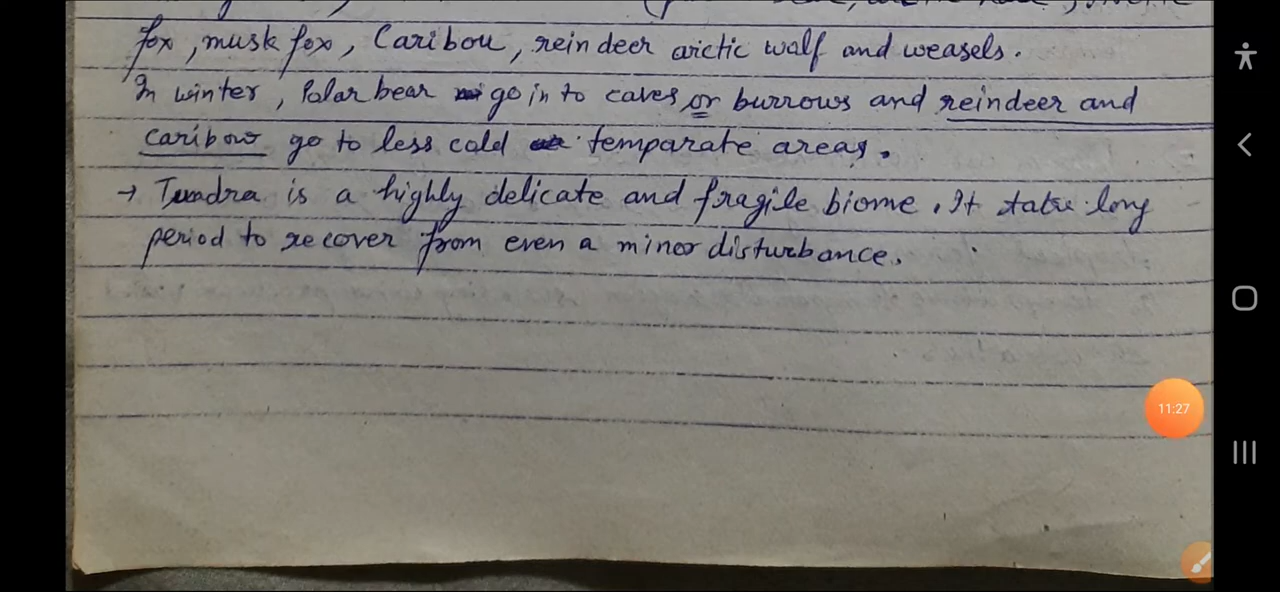 fox, musk fox, Caribou, reindeer arctic walf and weasels.
In winter, Polar bear go in to caves or burrows and reindeer and
caribow go to less cold temparate areas.
→ Tundra is a highly delicate and fragile biome. It take long
period to recover from even a minor disturbance.
11:27